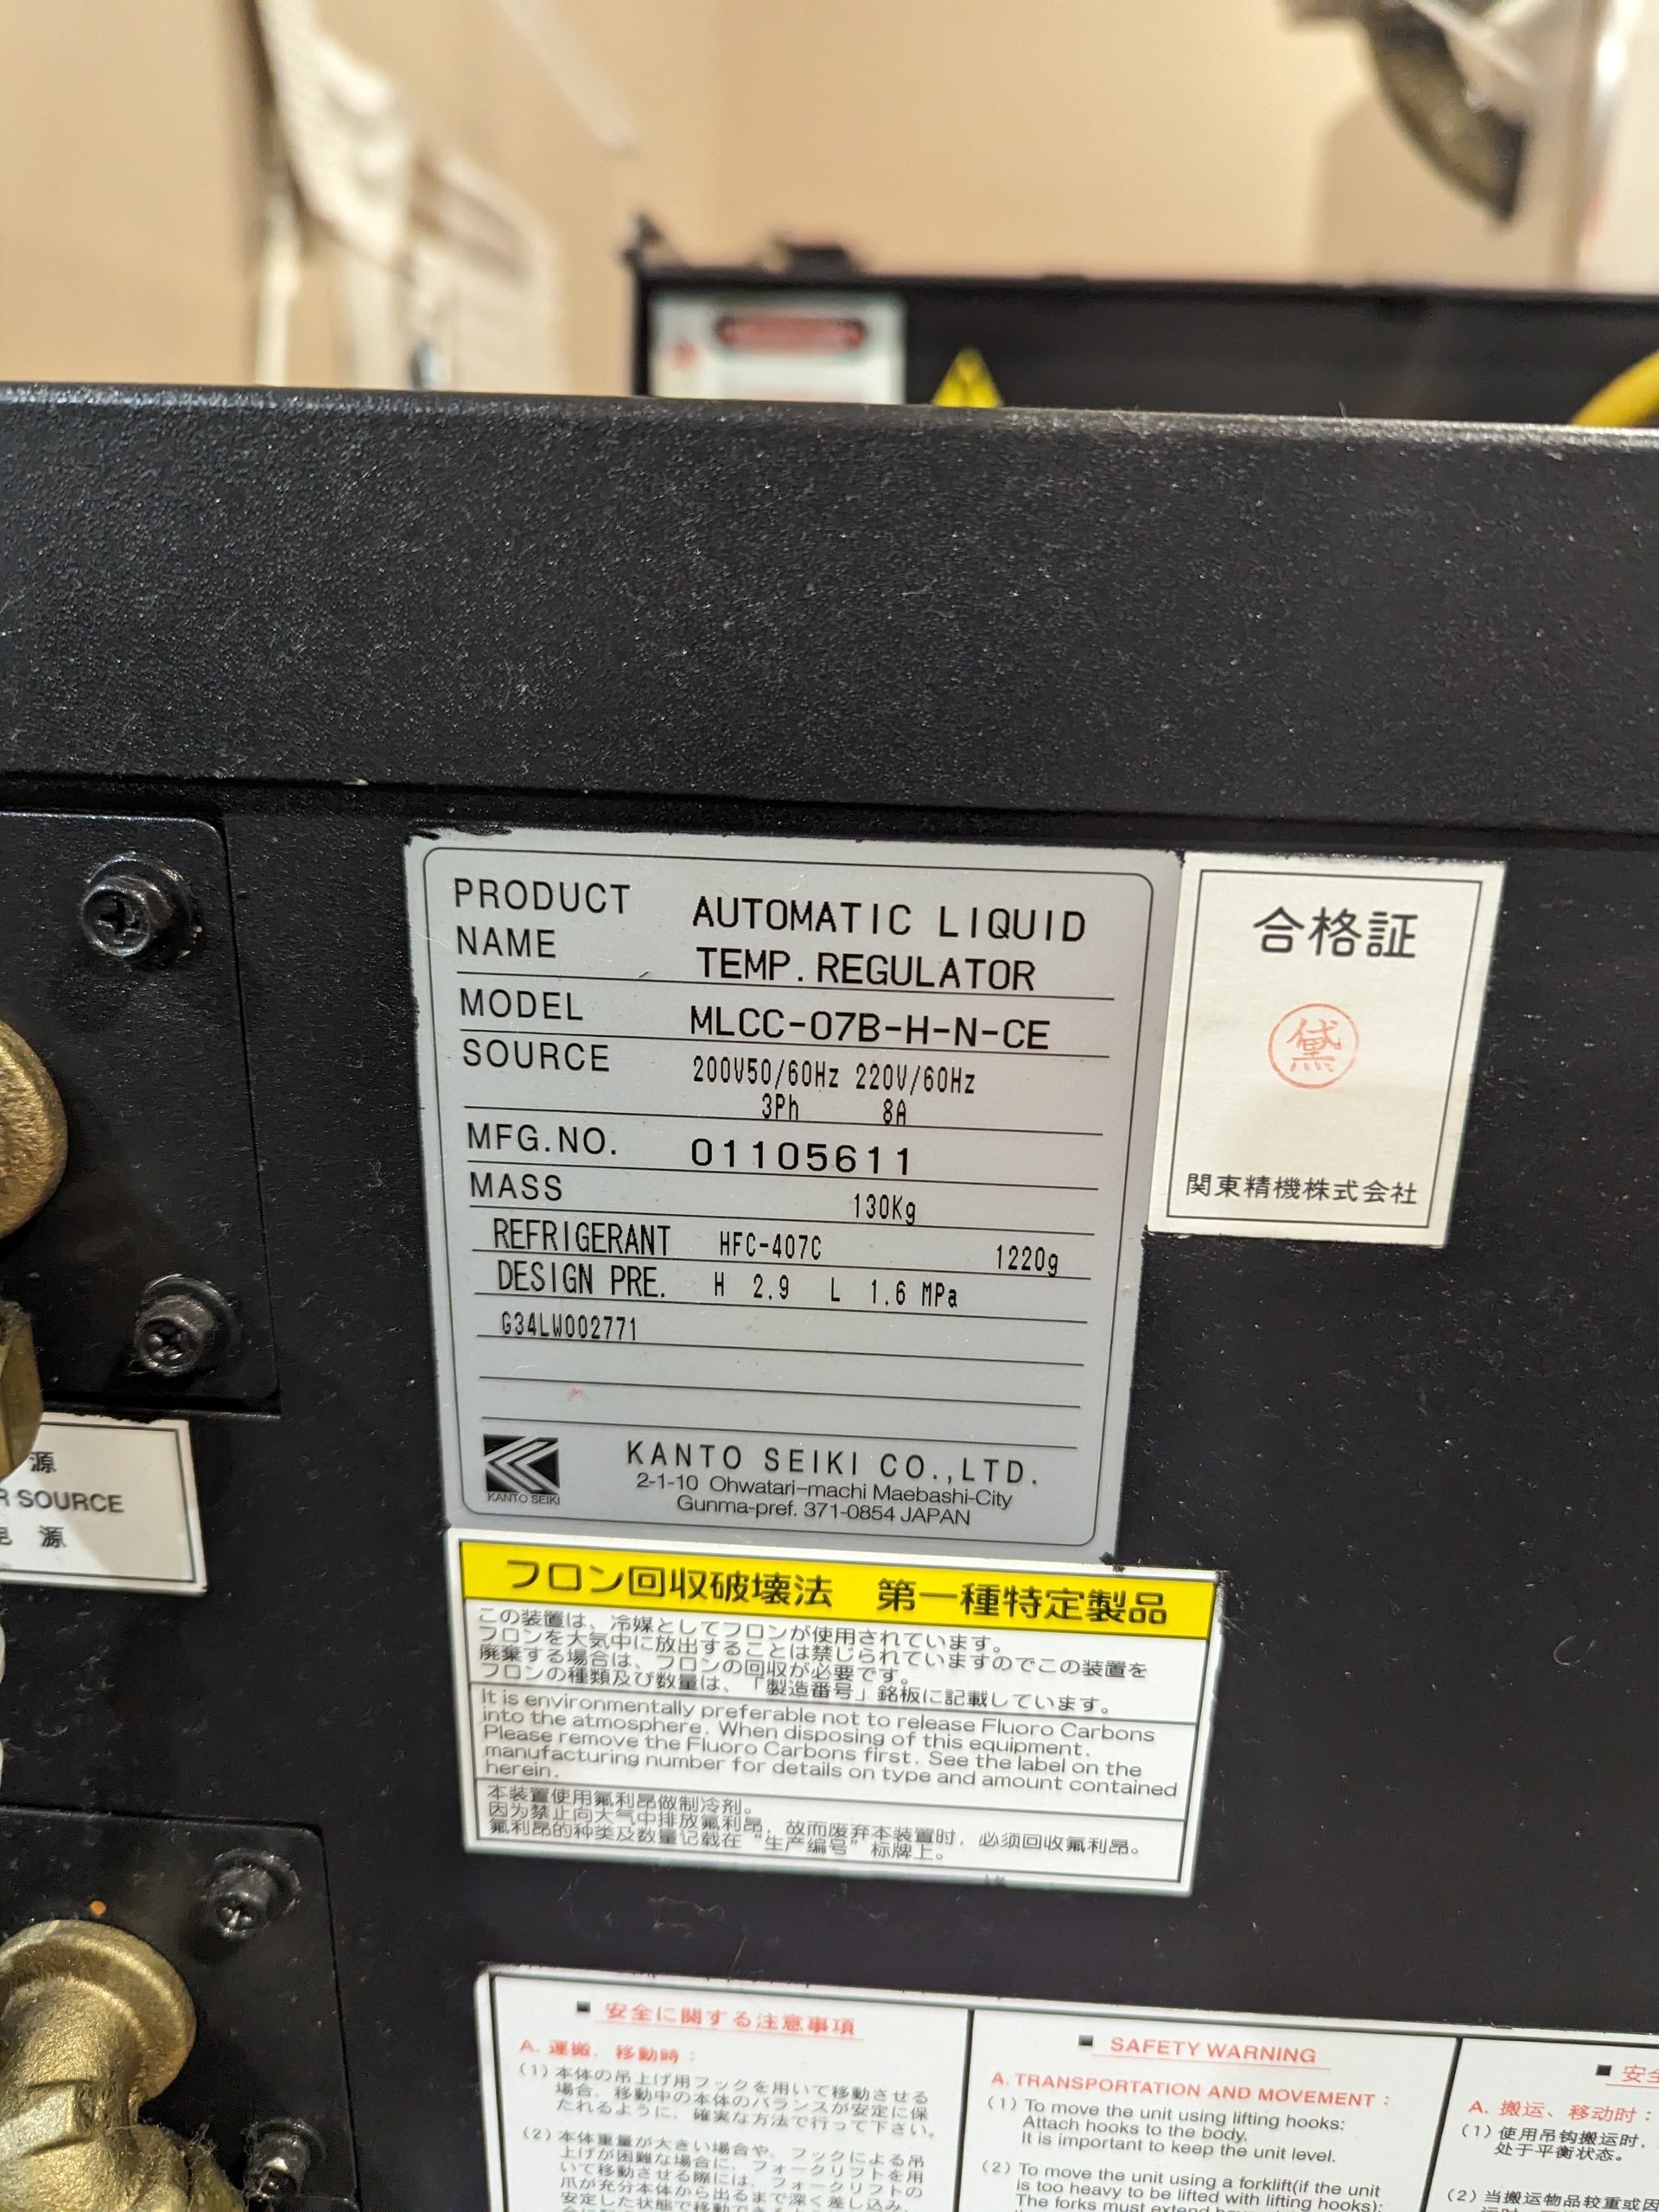 PRODUCT NAME AUTOMATIC LIQUID TEMP.REGULATOR
MODEL MLCC-07B-H-N-CE
SOURCE 200V50/60Hz 220V/60Hz
3Ph 8A
MFG.NO. 01105611
MASS 130Kg
REFRIGERANT HFC-407C 1220g
DESIGN PRE. H 2.9 L 1.6 MPa
G34LW002771
KANTO SEIKI
KANTO SEIKI CO.,LTD.
2-1-10 Ohwatari-machi Maebashi-City
Gunma-pref. 371-0854 JAPAN
合格証
黛
関東精機株式会社
源
R SOURCE
电 源
フロン回収破壊法 第一種特定製品
この装置は、冷媒としてフロンが使用されています。
フロンを大気中に放出することは禁じられていますのでこの装置を
廃棄する場合は、フロンの回収が必要です。
フロンの種類及び数量は、「製造番号」銘板に記載しています。
It is environmentally preferable not to release Fluoro Carbons
into the atmosphere. When disposing of this equipment.
Please remove the Fluoro Carbons first. See the label on the
manufacturing number for details on type and amount contained
herein.
本装置使用氟利昂做制冷剂。
因为禁止向大气中排放氟利昂，故而废弃本装置时，必须回收氟利昂。
氟利昂的种类及数量记载在“生产编号”标牌上。
■ 安全に関する注意事項
A. 運搬、移動時：
(1) 本体の吊上げ用フックを用いて移動させる
場合、移動中の本体のバランスが安定に保
たれるように、確実な方法で行って下さい。
(2) 本体重量が大きい場合や、フックによる吊
上げが困難な場合に、フォークリフトを用
いて移動させる際には、フォークリフトの
爪が充分本体から出るまで深く差し込み、
■ SAFETY WARNING
A. TRANSPORTATION AND MOVEMENT :
(1) To move the unit using lifting hooks:
Attach hooks to the body.
It is important to keep the unit level.
(2) To move the unit using a forklift(if the unit
is too heavy to be lifted with lifting hooks):
The forks must extend
■ 安全
A. 搬运、移动时：
(1) 使用吊钩搬运时，
处于平衡状态。
(2) 当搬运物品较重或因